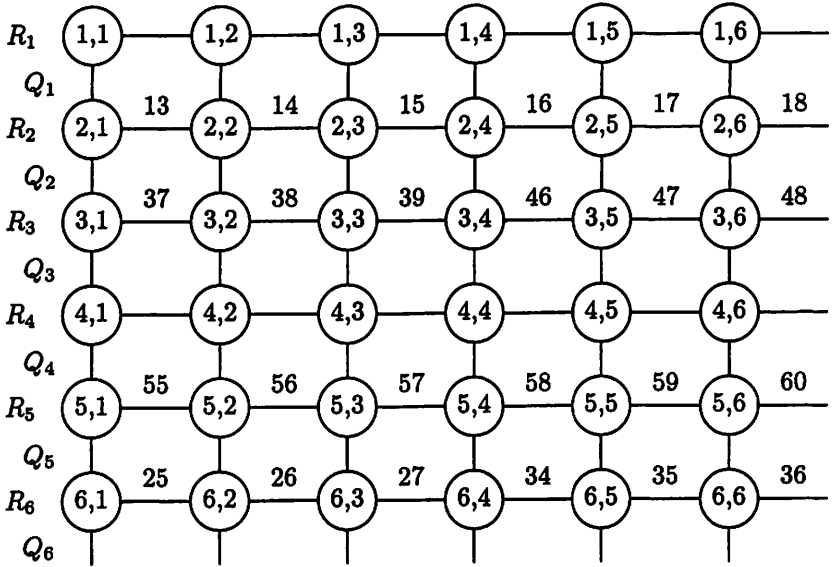 R₁ 1,1 1,2 1,3 1,4 1,5 1,6
Q₁ 13 14 15 16 17 18
R₂ 2,1 2,2 2,3 2,4 2,5 2,6
Q₂ 37 38 39 46 47 48
R₃ 3,1 3,2 3,3 3,4 3,5 3,6
Q₃
R₄ 4,1 4,2 4,3 4,4 4,5 4,6
Q₄ 55 56 57 58 59 60
R₅ 5,1 5,2 5,3 5,4 5,5 5,6
Q₅ 25 26 27 34 35 36
R₆ 6,1 6,2 6,3 6,4 6,5 6,6
Q₆